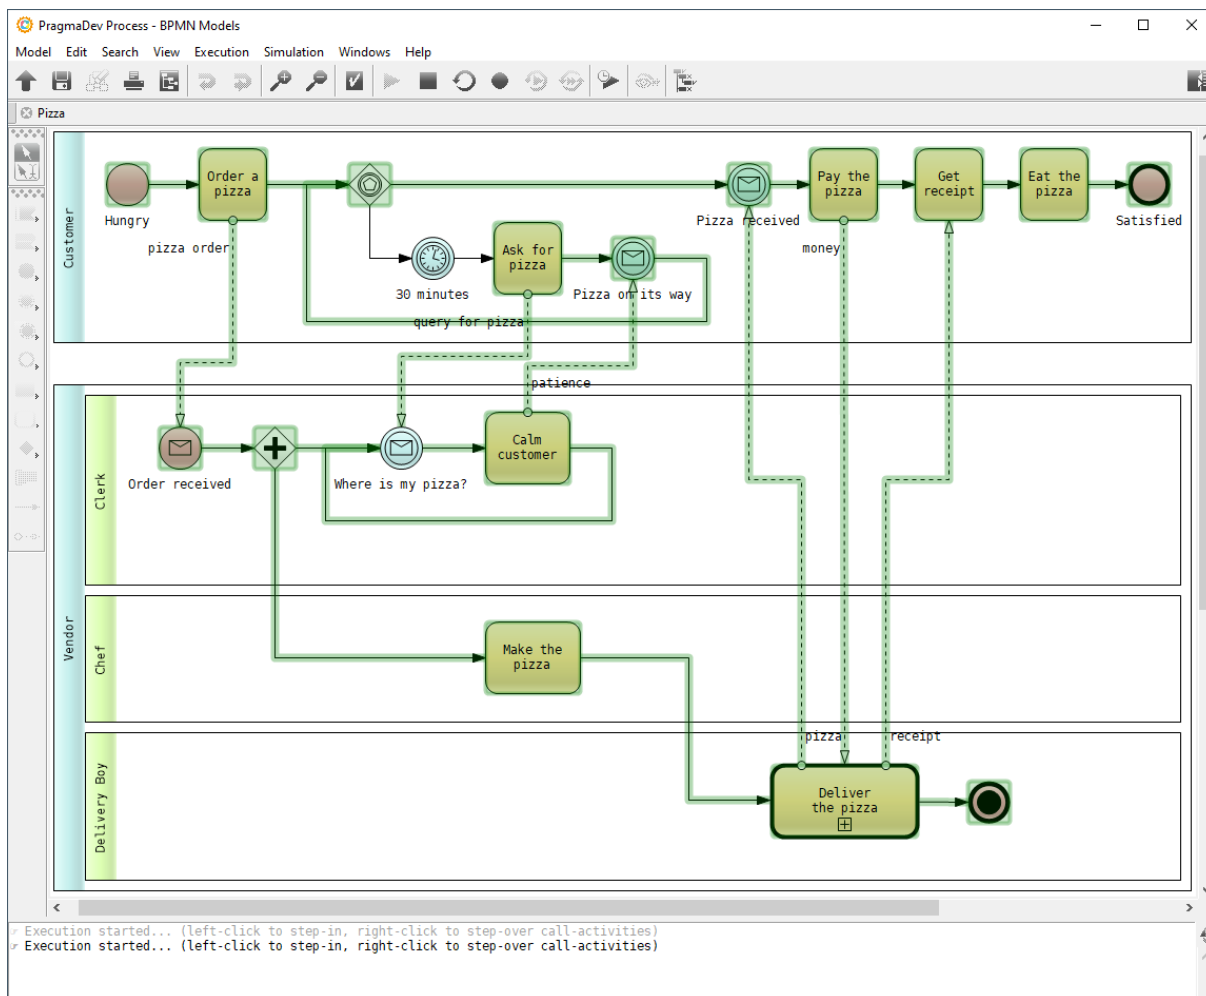 PragmaDev Process - BPMN Models
Model Edit Search View Execution Simulation Windows Help
Pizza
Customer
Hungry
Order a
pizza
pizza order
30 minutes
Ask for
pizza
query for pizza
Pizza on its way
Pizza received
Pay the
pizza
money
Get
receipt
Eat the
pizza
Satisfied
patience
Vendor
Clerk
Order received
Where is my pizza?
Calm
customer
Chef
Make the
pizza
Delivery Boy
pizza
receipt
Deliver
the pizza
Execution started... (left-click to step-in, right-click to step-over call-activities)
Execution started... (left-click to step-in, right-click to step-over call-activities)